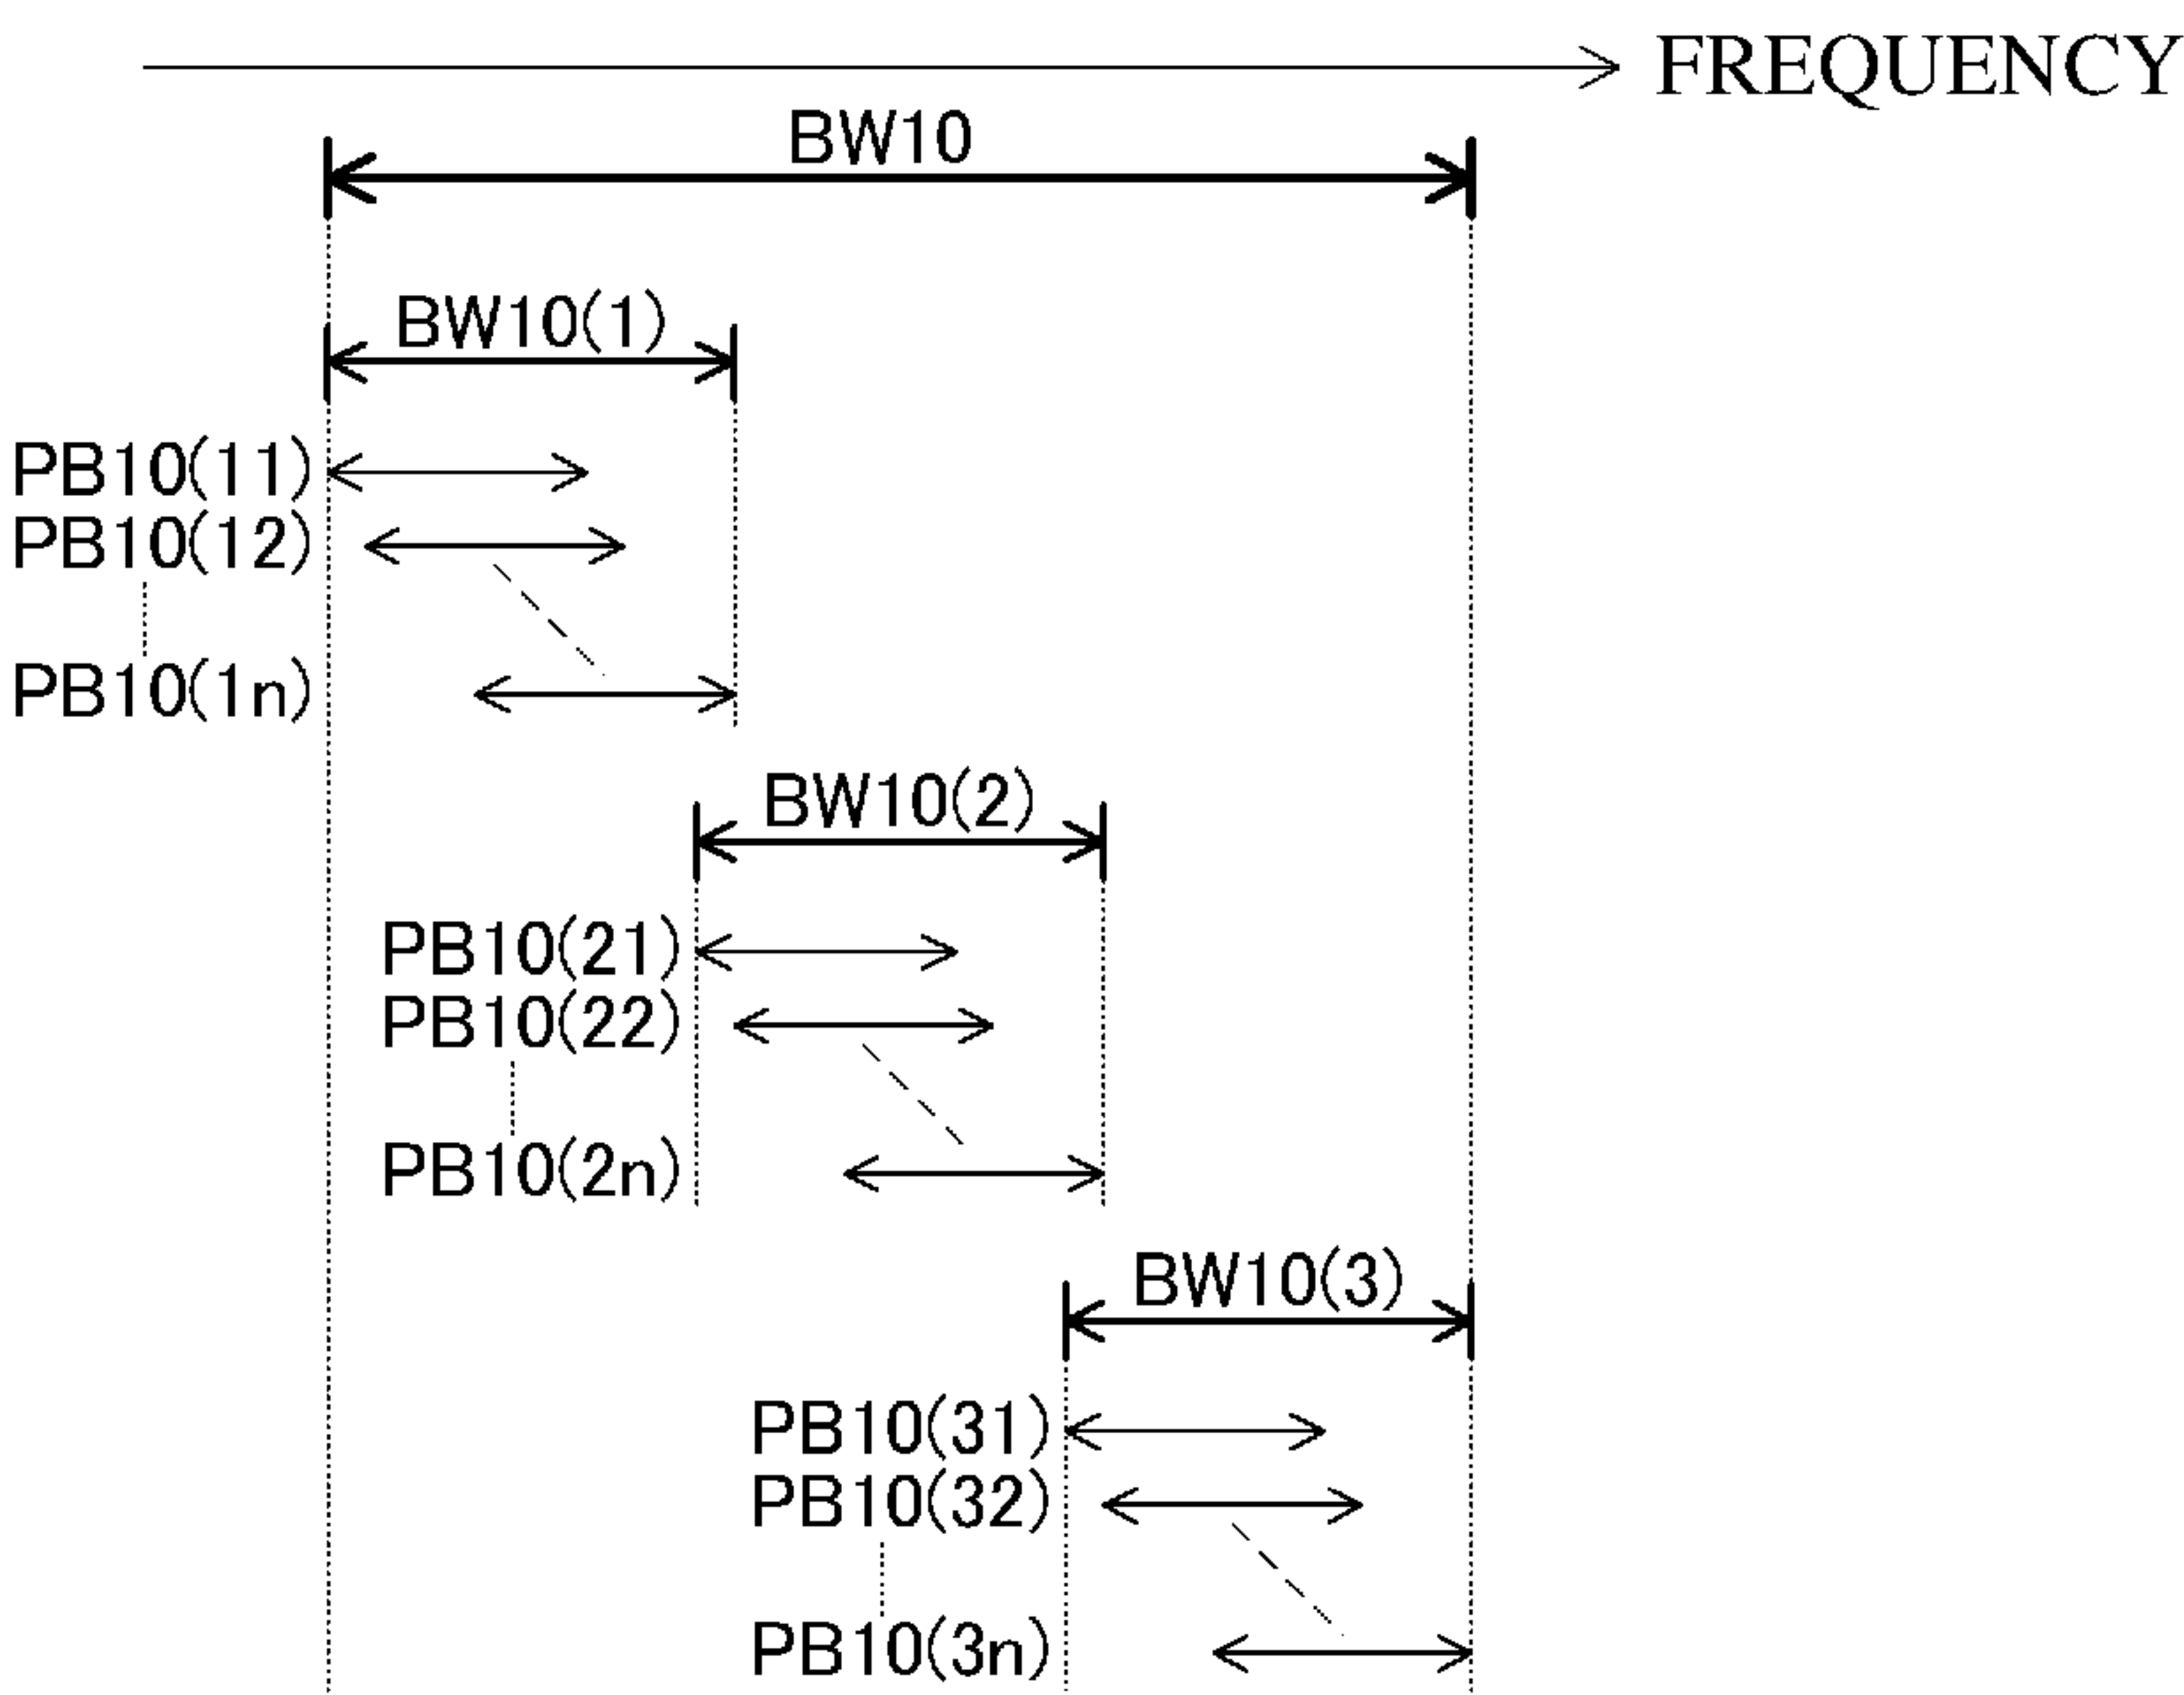 FREQUENCY
BW10
BW10(1)
PB10(11)
PB10(12)
PB10(1n)
BW10(2)
PB10(21)
PB10(22)
PB10(2n)
BW10(3)
PB10(31)
PB10(32)
PB10(3n)